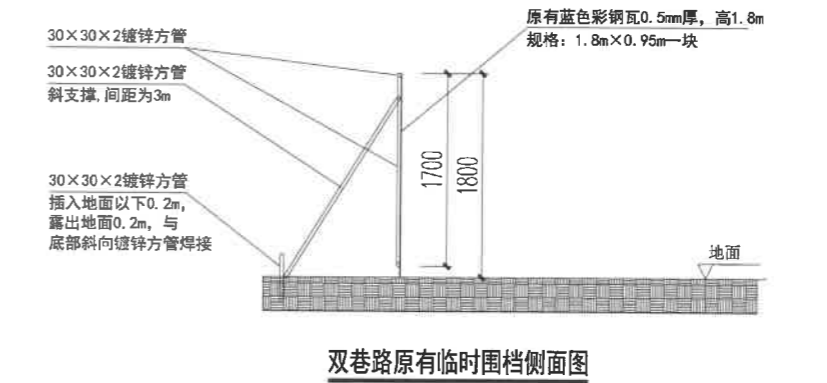 原有蓝色彩钢瓦0.5mm厚，高1.8m
规格：1.8m×0.95m一块
30×30×2镀锌方管
30×30×2镀锌方管
斜支撑,间距为3m
1700
1800
30×30×2镀锌方管
插入地面以下0.2m,
露出地面0.2m，与
底部斜向镀锌方管焊接
地面
双巷路原有临时围档侧面图